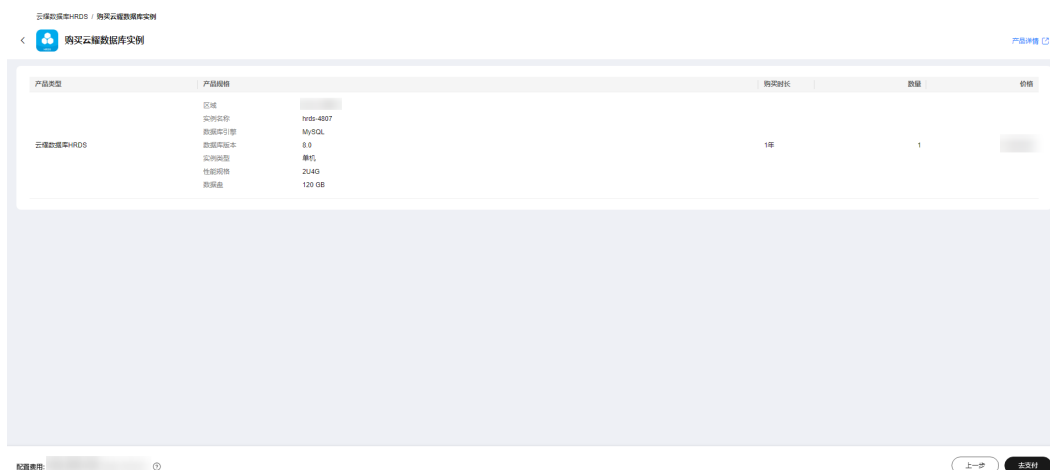 云耀数据库HRDS / 购买云耀数据库实例
购买云耀数据库实例
产品详情
产品类型 产品规格 购买时长 数量 价格
区域
实例名称 hrds-4807
数据库引擎 MySQL
云耀数据库HRDS 数据库版本 8.0 1年 1
实例类型 单机
性能规格 2U4G
数据盘 120 GB
配置费用:
上一步 去支付